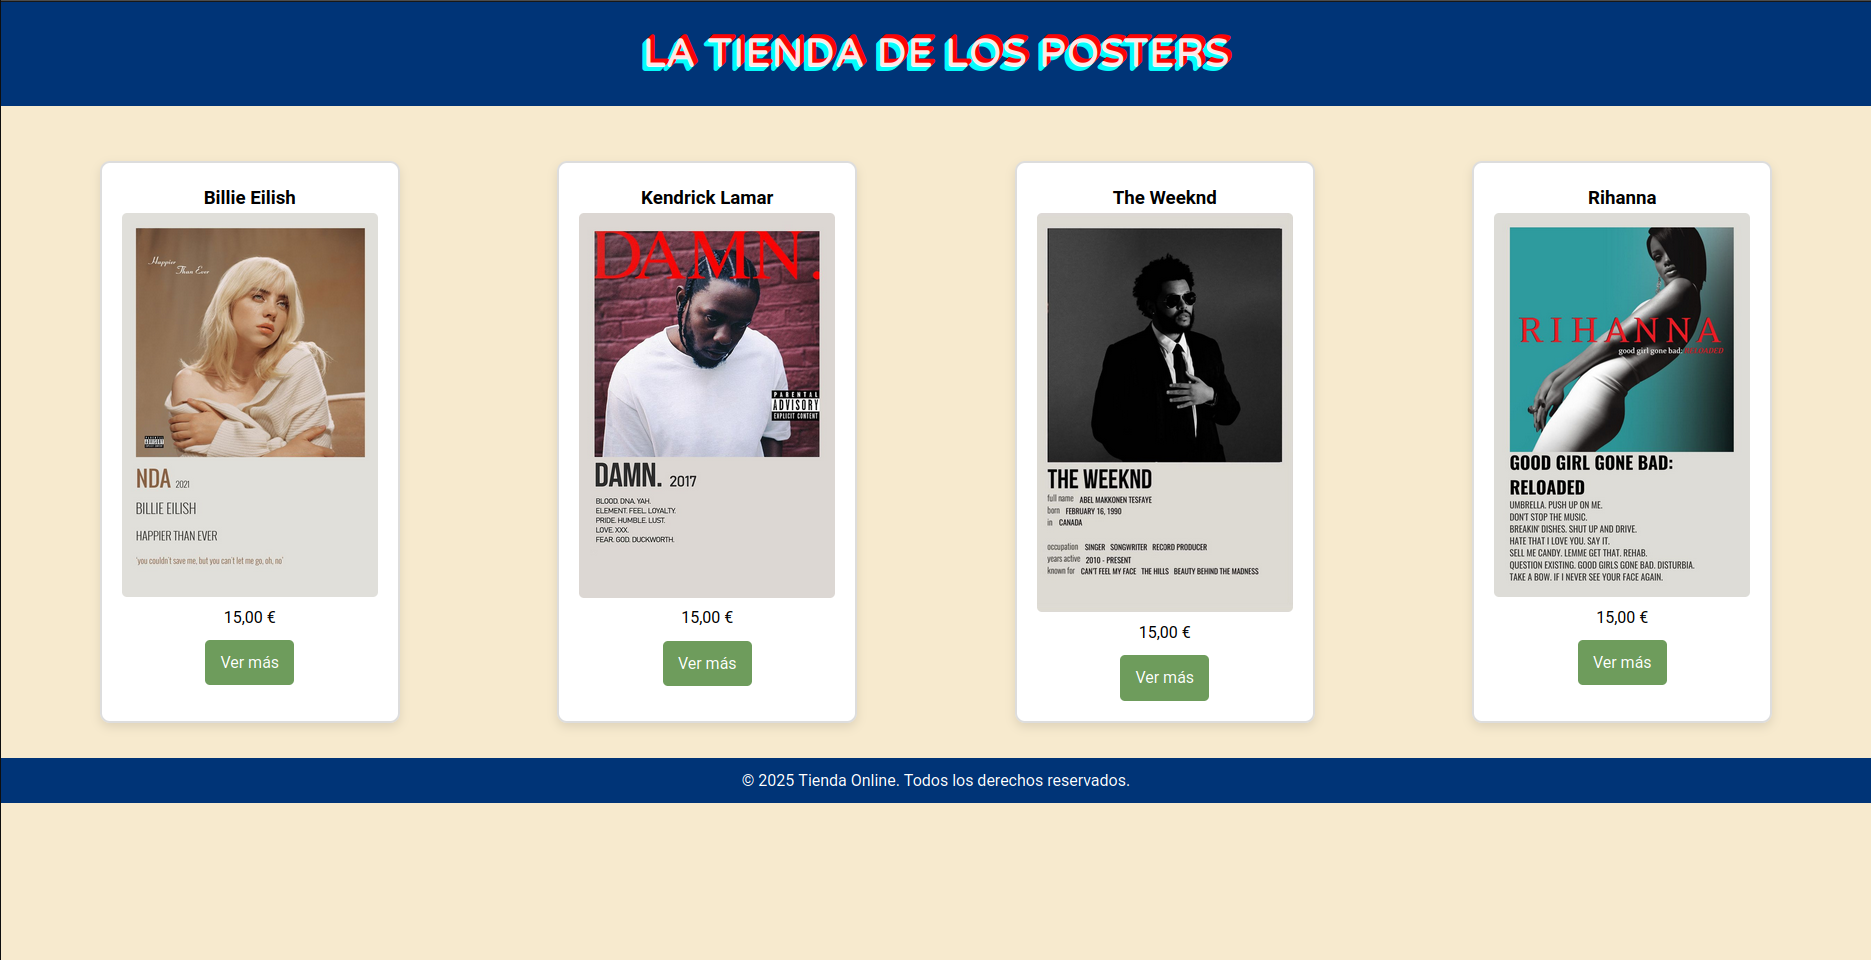 LA TIENDA DE LOS POSTERS
Billie Eilish
Happier
Than Ever
NDA 2021
BILLIE EILISH
HAPPIER THAN EVER
'you couldn't save me, but you can't let me go, oh, no'
15,00 €
Ver más
Kendrick Lamar
DAMN.
PARENTAL
ADVISORY
EXPLICIT CONTENT
DAMN. 2017
BLOOD. DNA. YAH.
ELEMENT. FEEL. LOYALTY.
PRIDE. HUMBLE. LUST.
LOVE. XXX.
FEAR. GOD. DUCKWORTH.
15,00 €
Ver más
The Weeknd
THE WEEKND
full name ABEL MAKKONEN TESFAYE
born FEBRUARY 16, 1990
in CANADA
occupation SINGER SONGWRITER RECORD PRODUCER
years active 2010 - PRESENT
known for CAN'T FEEL MY FACE THE HILLS BEAUTY BEHIND THE MADNESS
15,00 €
Ver más
Rihanna
RIHANNA
good girl gone bad: RELOADED
GOOD GIRL GONE BAD:
RELOADED
UMBRELLA. PUSH UP ON ME.
DON'T STOP THE MUSIC.
BREAKIN' DISHES. SHUT UP AND DRIVE.
HATE THAT I LOVE YOU. SAY IT.
SELL ME CANDY. LEMME GET THAT. REHAB.
QUESTION EXISTING. GOOD GIRLS GONE BAD. DISTURBIA.
TAKE A BOW. IF I NEVER SEE YOUR FACE AGAIN.
15,00 €
Ver más
© 2025 Tienda Online. Todos los derechos reservados.